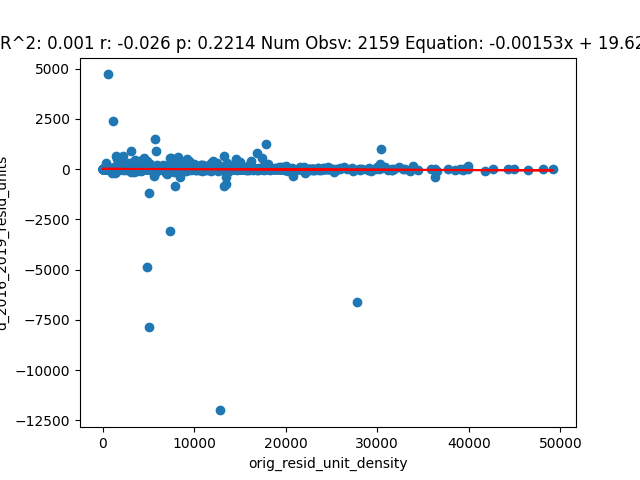 R^2: 0.001 r: -0.026 p: 0.2214 Num Obsv: 2159 Equation: -0.00153x + 19.62
5000
2500
0
−2500
−5000
−7500
−10000
−12500
d_2016_2019_resid_units
0 10000 20000 30000 40000 50000
orig_resid_unit_density